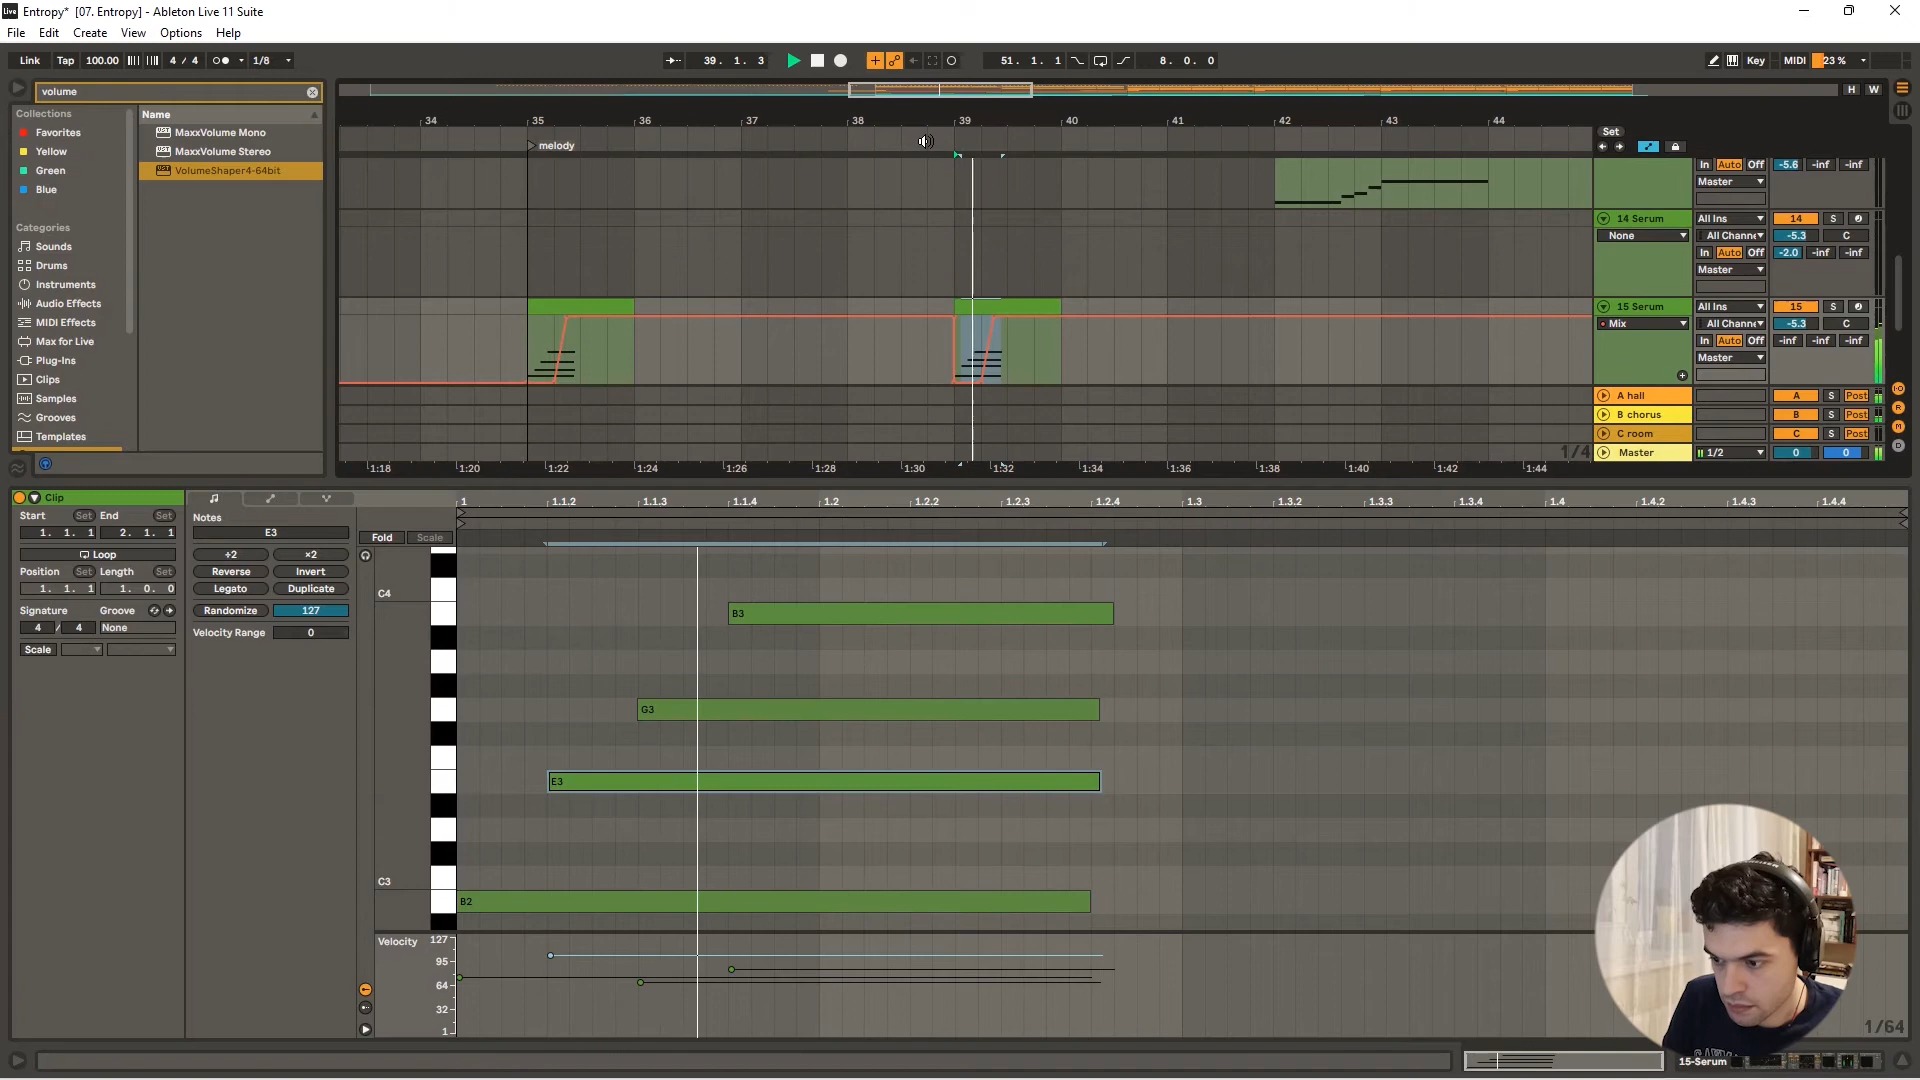 Live Entropy* [07. Entropy] - Ableton Live 11 Suite
File Edit Create View Options Help
Link Tap 100.00 4 / 4 1/8 39. 1. 3 51. 1. 1 8. 0. 0 Key MIDI 23 %
volume
H W
Collections
Favorites
Yellow
Green
Blue
Categories
Sounds
Drums
Instruments
Audio Effects
MIDI Effects
Max for Live
Plug-Ins
Clips
Samples
Grooves
Templates
Name
MaxxVolume Mono
MaxxVolume Stereo
VolumeShaper4-64bit
34 35 36 37 38 39 40 41 42 43 44
melody
Set
In Auto Off -5.6 -inf -inf
Master
14 Serum All Ins 14 S
None All Channe -5.3 C
In Auto Off -2.0 -inf -inf
Master
15 Serum All Ins 15 S
Mix All Channe -5.3 C
In Auto Off -inf -inf -inf
Master
A hall A S Post
B chorus B S Post
C room C S Post
Master 1/2 0 0
1/4
1:18 1:20 1:22 1:24 1:26 1:28 1:30 1:32 1:34 1:36 1:38 1:40 1:42 1:44
I·O
R
M
D
Clip
Start Set End Set
1. 1. 1 2. 1. 1
Loop
Position Set Length Set
1. 1. 1 1. 0. 0
Signature Groove
4 / 4 None
Scale
Notes
E3
÷2 ×2
Reverse Invert
Legato Duplicate
Randomize 127
Velocity Range 0
Fold Scale
1 1.1.2 1.1.3 1.1.4 1.2 1.2.2 1.2.3 1.2.4 1.3 1.3.2 1.3.3 1.3.4 1.4 1.4.2 1.4.3 1.4.4
C4
B3
G3
E3
C3
B2
Velocity 127
95
64
32
1
1/64
15-Serum